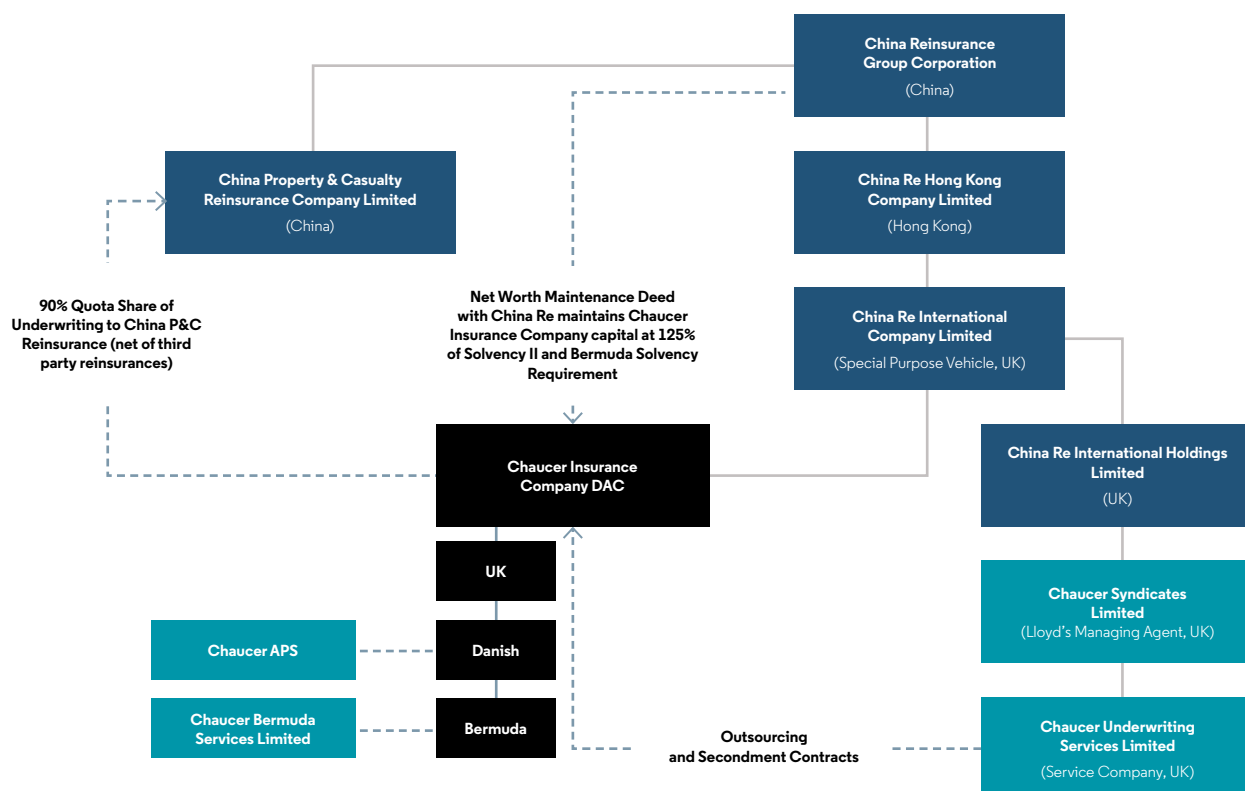 China Reinsurance
Group Corporation
(China)
China Property & Casualty
Reinsurance Company Limited
(China)
China Re Hong Kong
Company Limited
(Hong Kong)
90% Quota Share of
Underwriting to China P&C
Reinsurance (net of third
party reinsurances)
Net Worth Maintenance Deed
with China Re maintains Chaucer
Insurance Company capital at 125%
of Solvency II and Bermuda Solvency
Requirement
China Re International
Company Limited
(Special Purpose Vehicle, UK)
Chaucer Insurance
Company DAC
China Re International Holdings
Limited
(UK)
UK
Chaucer Syndicates
Limited
(Lloyd’s Managing Agent, UK)
Chaucer APS
Danish
Chaucer Bermuda
Services Limited
Bermuda
Outsourcing
and Secondment Contracts
Chaucer Underwriting
Services Limited
(Service Company, UK)